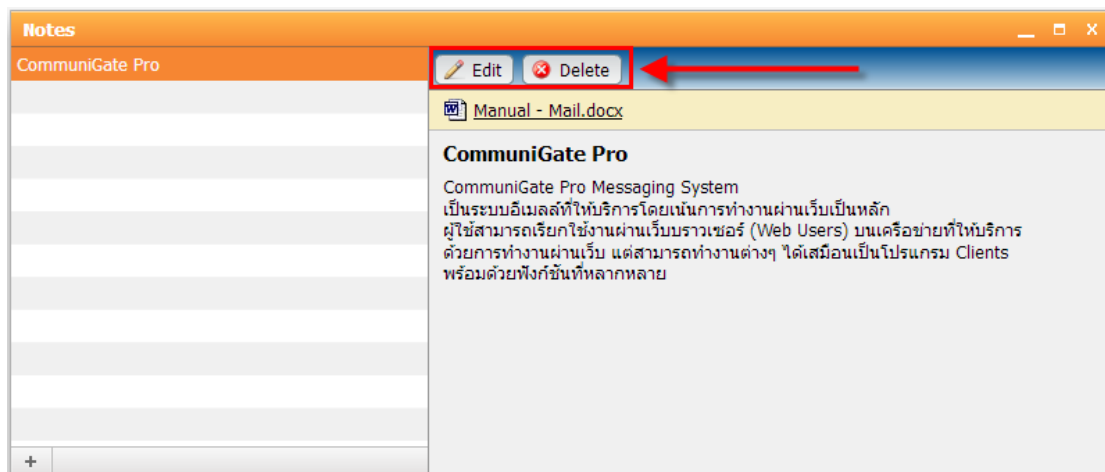 Notes
CommuniGate Pro
Edit Delete
Manual - Mail.docx
CommuniGate Pro
CommuniGate Pro Messaging System
เป็นระบบอีเมลล์ที่ให้บริการโดยเน้นการทำงานผ่านเว็บเป็นหลัก
ผู้ใช้สามารถเรียกใช้งานผ่านเว็บบราวเซอร์ (Web Users) บนเครือข่ายที่ให้บริการ
ด้วยการทำงานผ่านเว็บ แต่สามารถทำงานต่างๆ ได้เสมือนเป็นโปรแกรม Clients
พร้อมด้วยฟังก์ชันที่หลากหลาย